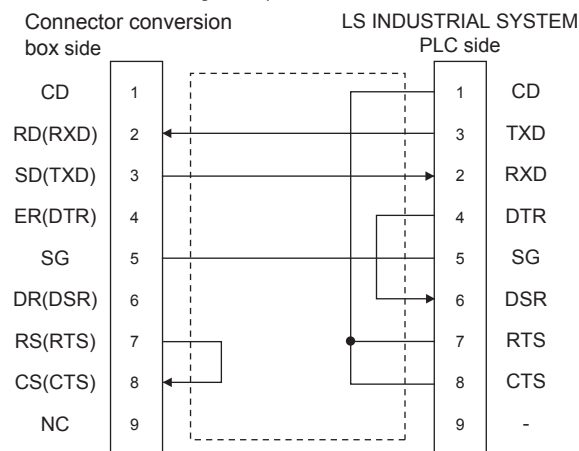 Connector conversion box side
LS INDUSTRIAL SYSTEM PLC side
CD 1 1 CD
RD(RXD) 2 3 TXD
SD(TXD) 3 2 RXD
ER(DTR) 4 4 DTR
SG 5 5 SG
DR(DSR) 6 6 DSR
RS(RTS) 7 7 RTS
CS(CTS) 8 8 CTS
NC 9 9 -